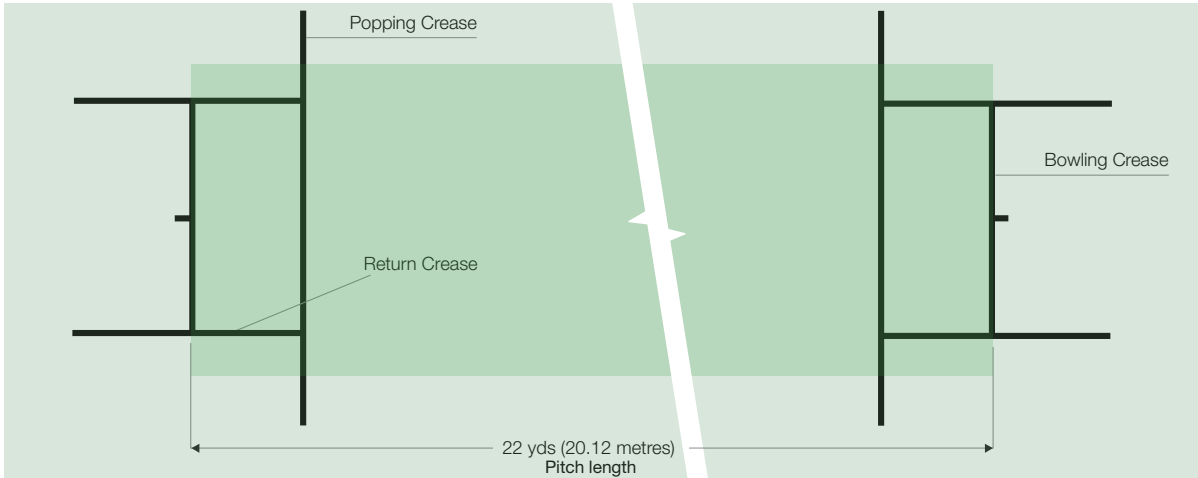 Popping Crease
Bowling Crease
Return Crease
22 yds (20.12 metres)
Pitch length